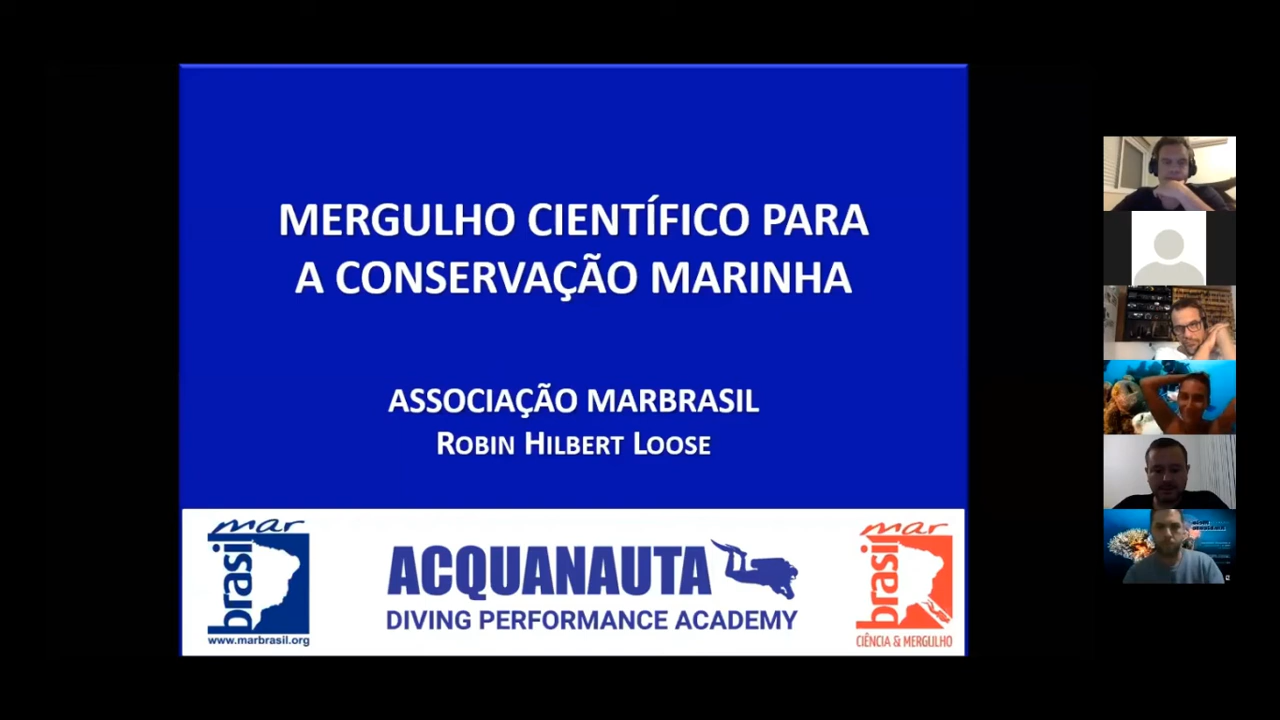 MERGULHO CIENTÍFICO PARA
A CONSERVAÇÃO MARINHA
ASSOCIAÇÃO MARBRASIL
ROBIN HILBERT LOOSE
mar
brasil
www.marbrasil.org
ACQUANAUTA
DIVING PERFORMANCE ACADEMY
mar
brasil
CIÊNCIA & MERGULHO